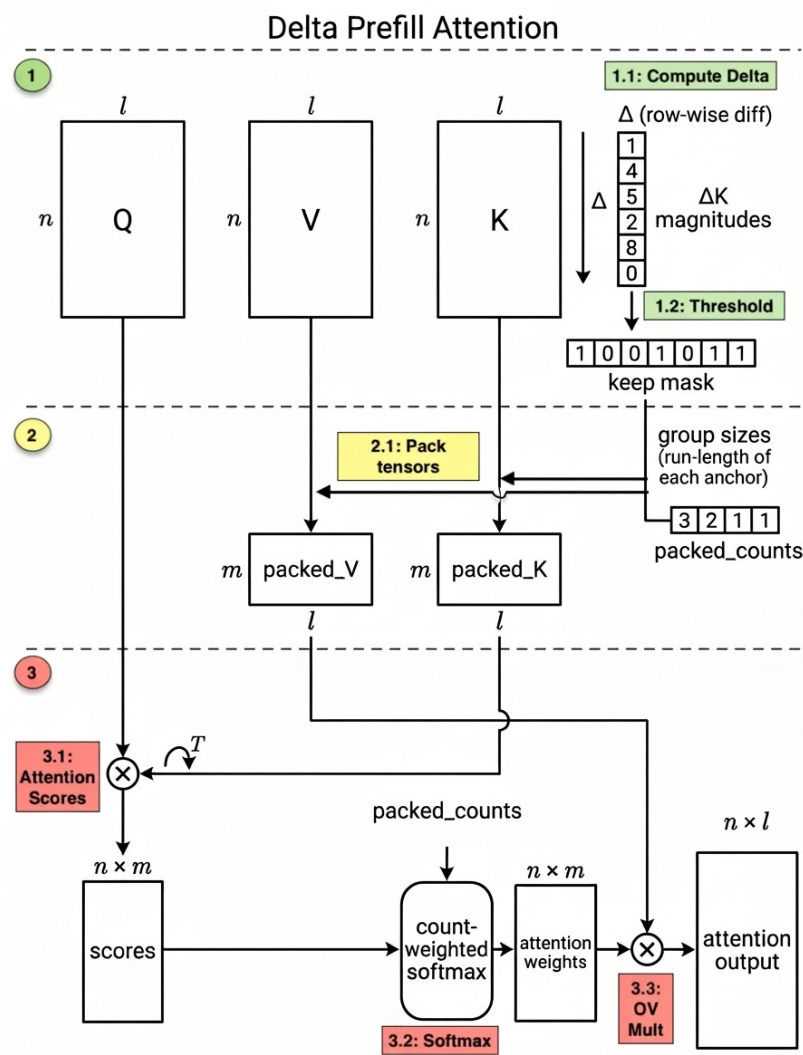 Delta Prefill Attention
1
1.1: Compute Delta
l
l
l
Δ (row-wise diff)
n
Q
n
V
n
K
Δ
1
4
5
2
8
0
ΔK
magnitudes
1.2: Threshold
1 0 0 1 0 1 1
keep mask
2
2.1: Pack
tensors
group sizes
(run-length of
each anchor)
3 2 1 1
packed_counts
m
packed_V
m
packed_K
l
l
3
3.1:
Attention
Scores
T
packed_counts
n × m
scores
count-
weighted
softmax
3.2: Softmax
n × m
attention
weights
3.3:
OV
Mult
n × l
attention
output